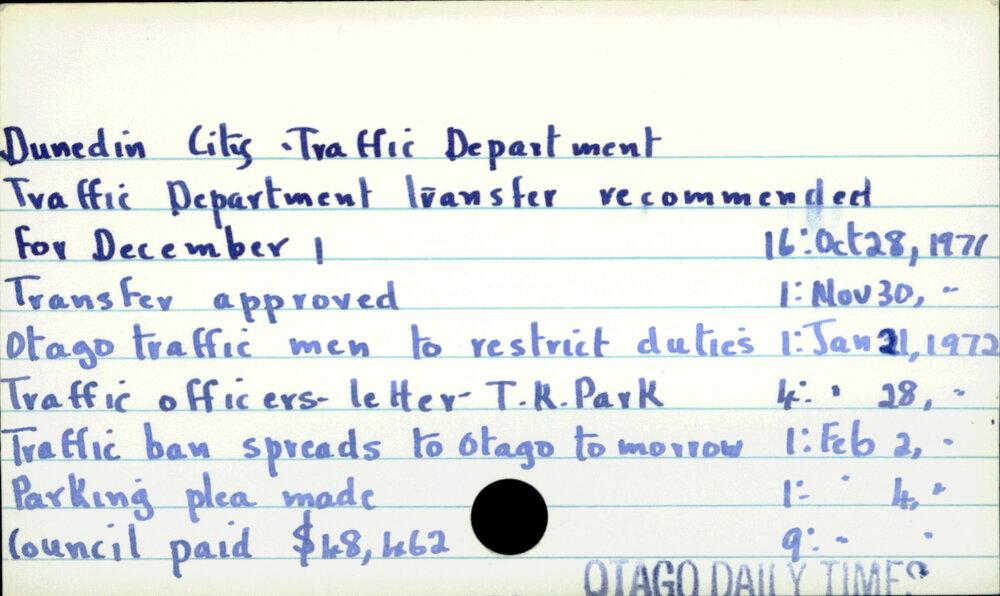 Dunedin City - Traffic Department
Traffic Department transfer recommended
for December 1 16: Oct 28, 1971
Transfer approved 1: Nov 30, "
Otago traffic men to restrict duties 1: Jan 21, 1972
Traffic officers - letter - T.R. Park 4: " 28, "
Traffic ban spreads to Otago tomorrow 1: Feb 2, "
Parking plea made 1: " 4, "
Council paid $48,462 9: " "
OTAGO DAILY TIMES